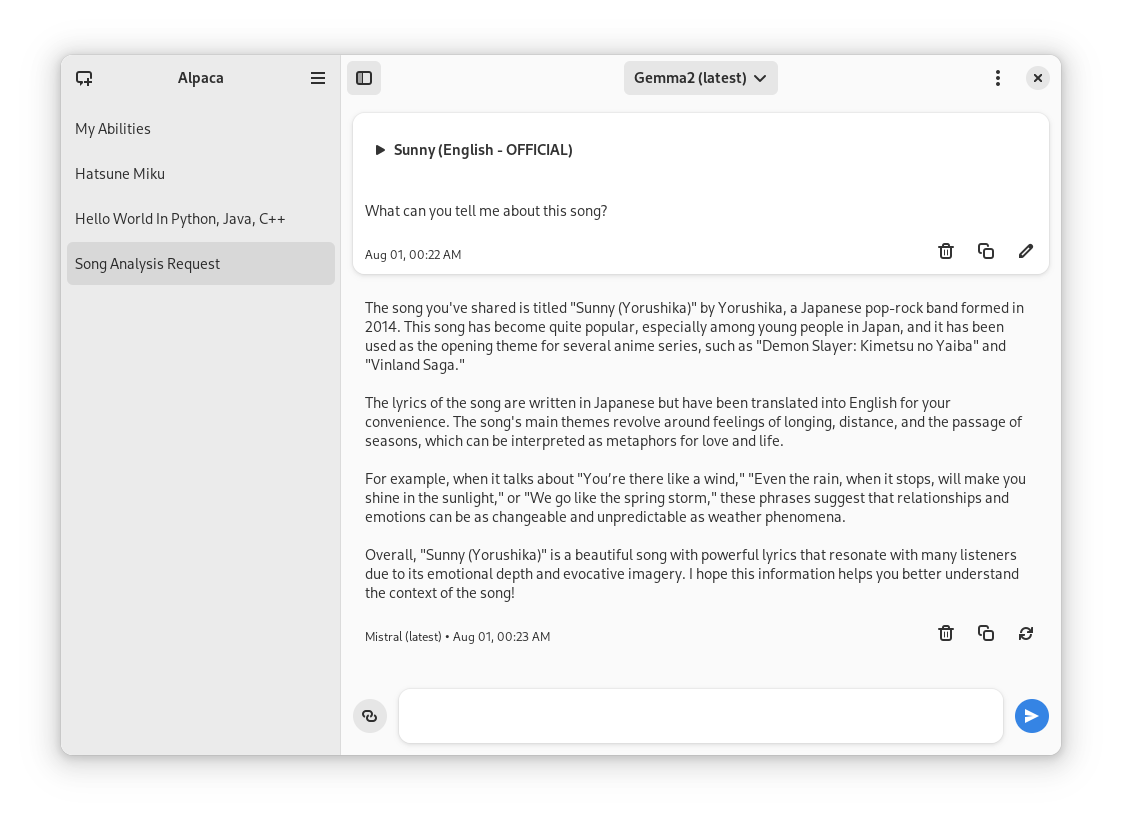 Alpaca
Gemma2 (latest)
My Abilities
Hatsune Miku
Hello World In Python, Java, C++
Song Analysis Request
Sunny (English - OFFICIAL)
What can you tell me about this song?
Aug 01, 00:22 AM
The song you've shared is titled "Sunny (Yorushika)" by Yorushika, a Japanese pop-rock band formed in
2014. This song has become quite popular, especially among young people in Japan, and it has been
used as the opening theme for several anime series, such as "Demon Slayer: Kimetsu no Yaiba" and
"Vinland Saga."
The lyrics of the song are written in Japanese but have been translated into English for your
convenience. The song's main themes revolve around feelings of longing, distance, and the passage of
seasons, which can be interpreted as metaphors for love and life.
For example, when it talks about "You’re there like a wind," "Even the rain, when it stops, will make you
shine in the sunlight," or "We go like the spring storm," these phrases suggest that relationships and
emotions can be as changeable and unpredictable as weather phenomena.
Overall, "Sunny (Yorushika)" is a beautiful song with powerful lyrics that resonate with many listeners
due to its emotional depth and evocative imagery. I hope this information helps you better understand
the context of the song!
Mistral (latest) • Aug 01, 00:23 AM